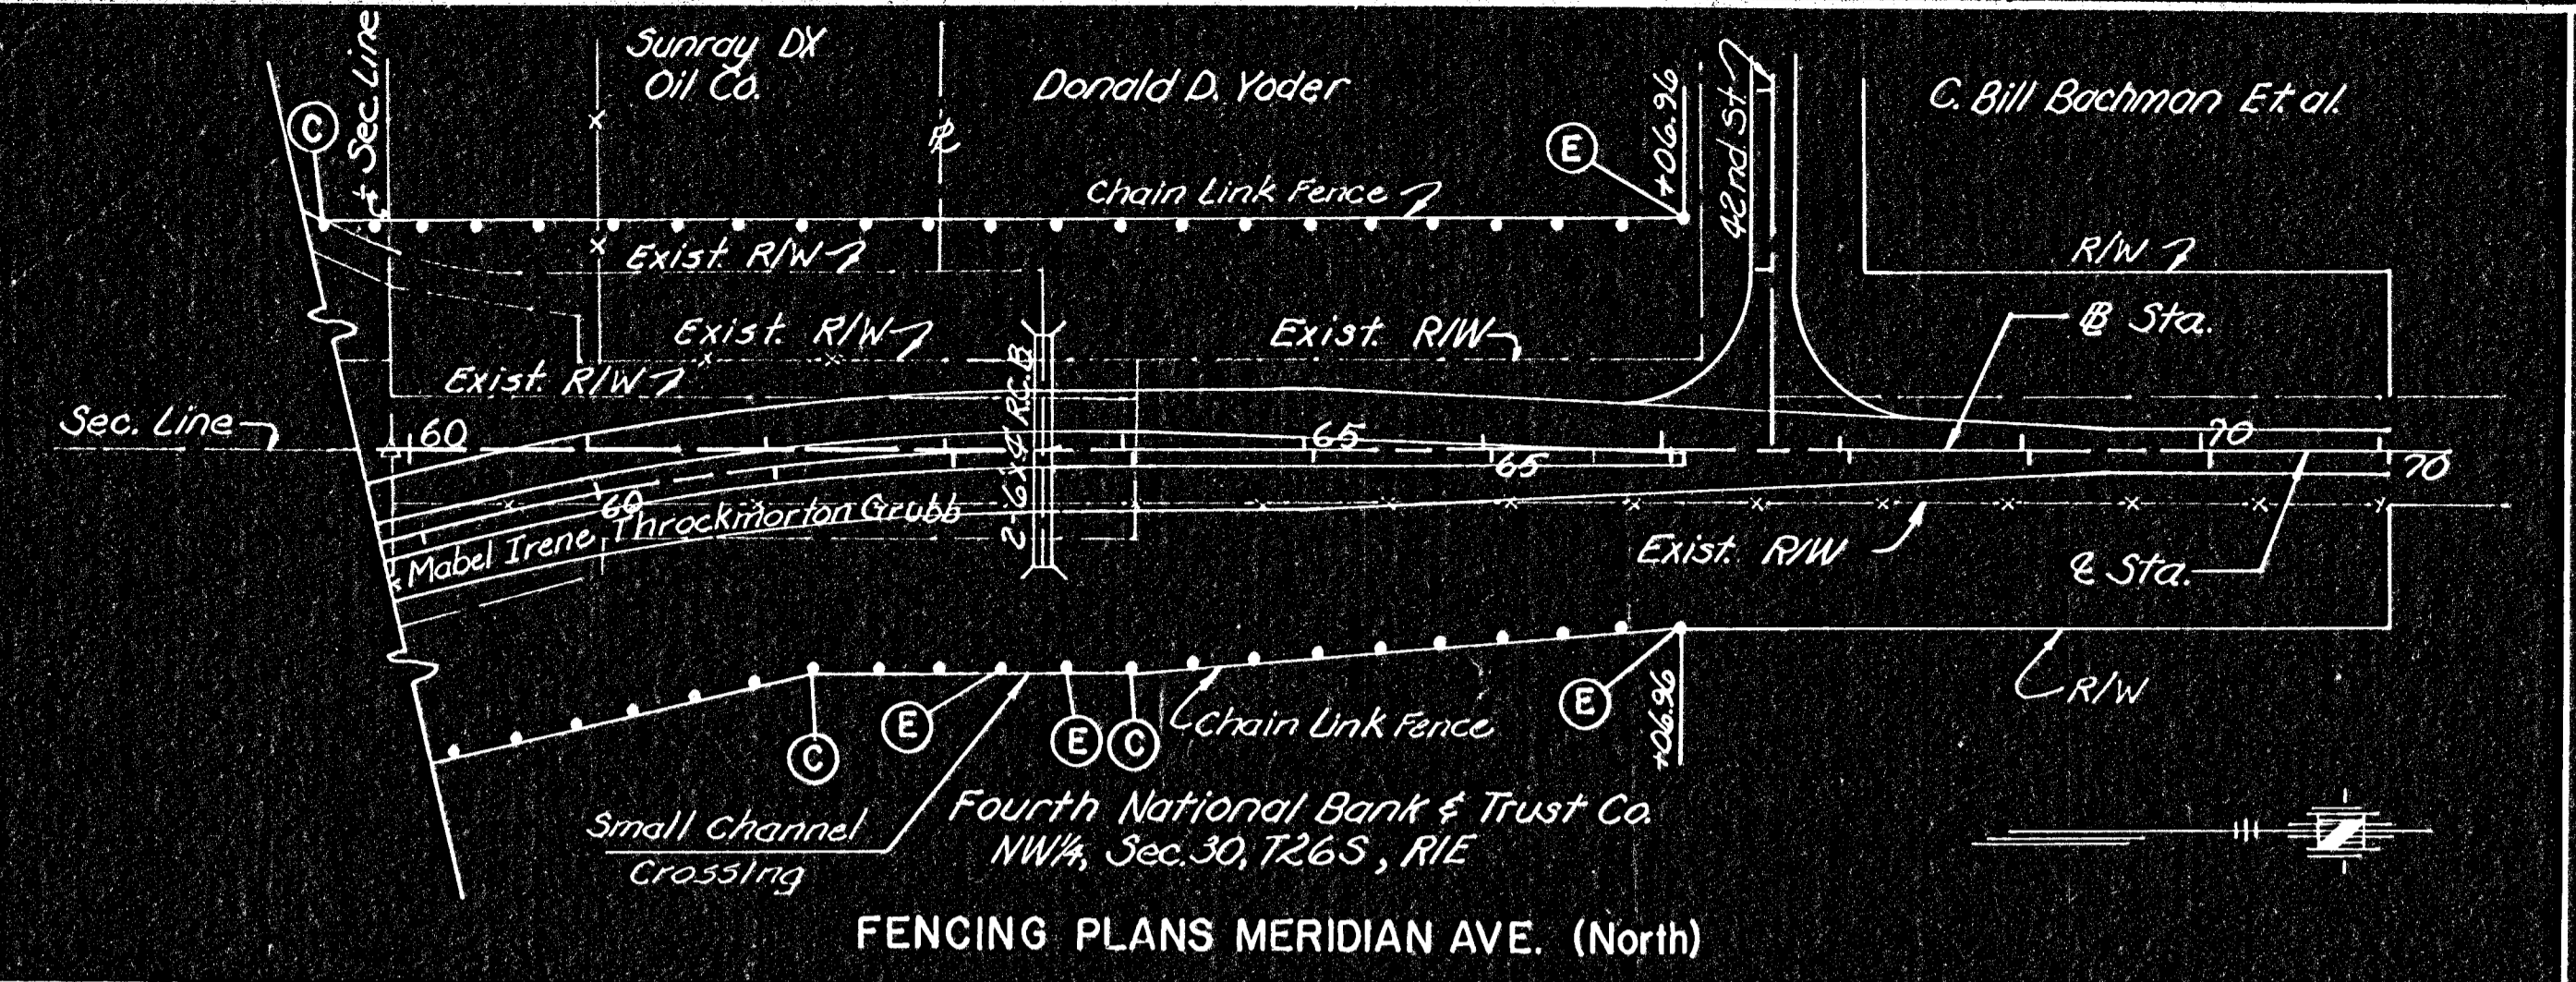 ¼ Sec. Line
Sunray DX
Oil Co.
Donald D. Yoder
C. Bill Bachman Et. al.
C
E
+06.96
42nd. St.
℄
Chain Link Fence
Exist. R/W
R/W
Exist. R/W
Exist. R/W
℄ Sta.
Exist. R/W
Sec. Line
60
65
70
65
70
60
Mabel Irene Throckmorton Grubb
R.C.B.
Exist. R/W
℄ Sta.
R/W
C
E
E
C
Chain Link Fence
E
+06.96
Small Channel
Crossing
Fourth National Bank & Trust Co.
NW¼, Sec. 30, T26S, R1E
FENCING PLANS MERIDIAN AVE. (North)